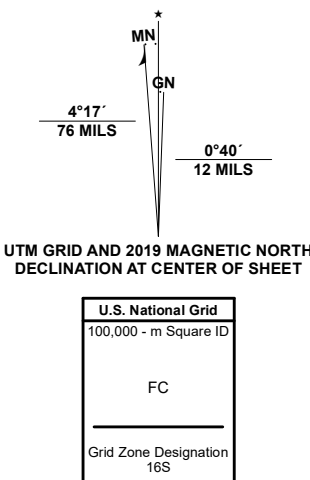 MN
GN
4°17´
76 MILS
0°40´
12 MILS
UTM GRID AND 2019 MAGNETIC NORTH
DECLINATION AT CENTER OF SHEET
U.S. National Grid
100,000 - m Square ID
FC
Grid Zone Designation
16S